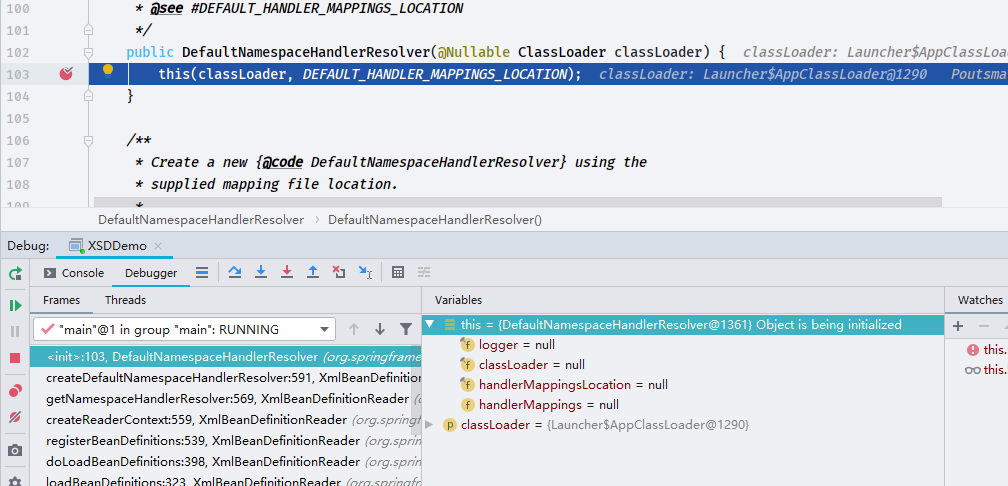 100 * @see #DEFAULT_HANDLER_MAPPINGS_LOCATION
101 */
102 public DefaultNamespaceHandlerResolver(@Nullable ClassLoader classLoader) { classLoader: Launcher$AppClassLoa
103 this(classLoader, DEFAULT_HANDLER_MAPPINGS_LOCATION); classLoader: Launcher$AppClassLoader@1290 Poutsma
104 }
105
106 /**
107 * Create a new {@code DefaultNamespaceHandlerResolver} using the
108 * supplied mapping file location.
109 *
DefaultNamespaceHandlerResolver › DefaultNamespaceHandlerResolver()
Debug: XSDDemo
Console Debugger
Frames Threads
"main"@1 in group "main": RUNNING
<init>:103, DefaultNamespaceHandlerResolver (org.springframe
createDefaultNamespaceHandlerResolver:591, XmlBeanDefinition
getNamespaceHandlerResolver:569, XmlBeanDefinitionReader (o
createReaderContext:559, XmlBeanDefinitionReader (org.springf
registerBeanDefinitions:539, XmlBeanDefinitionReader (org.spri
doLoadBeanDefinitions:398, XmlBeanDefinitionReader (org.sprin
loadBeanDefinitions:323, XmlBeanDefinitionReader (org.spring
Variables
this = {DefaultNamespaceHandlerResolver@1361} Object is being initialized
logger = null
classLoader = null
handlerMappingsLocation = null
handlerMappings = null
classLoader = {Launcher$AppClassLoader@1290}
Watches
this.
this.